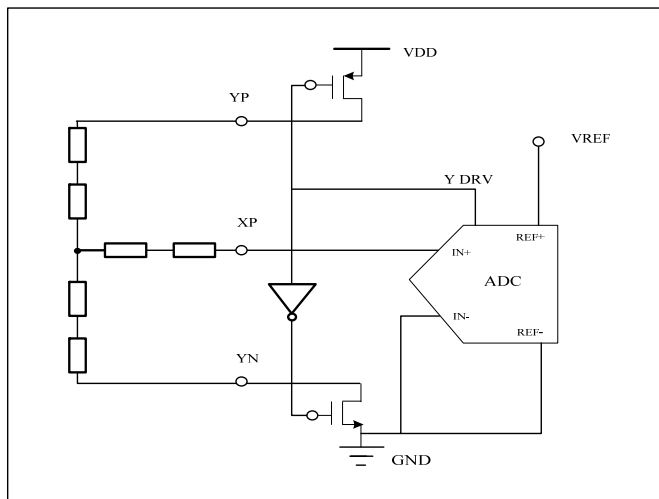 VDD
YP
VREF
Y DRV
XP
REF+
IN+
ADC
IN-
REF-
YN
GND